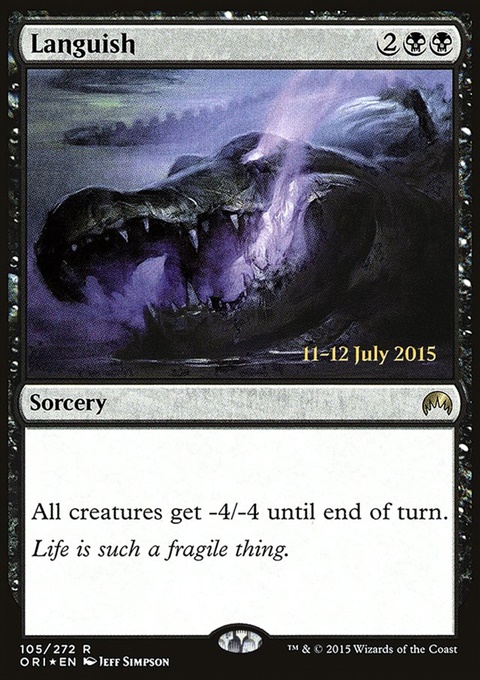 Languish 2
11-12 July 2015
Sorcery
All creatures get -4/-4 until end of turn.
Life is such a fragile thing.
105/272 R
ORI★EN Jeff Simpson
™ & © 2015 Wizards of the Coast